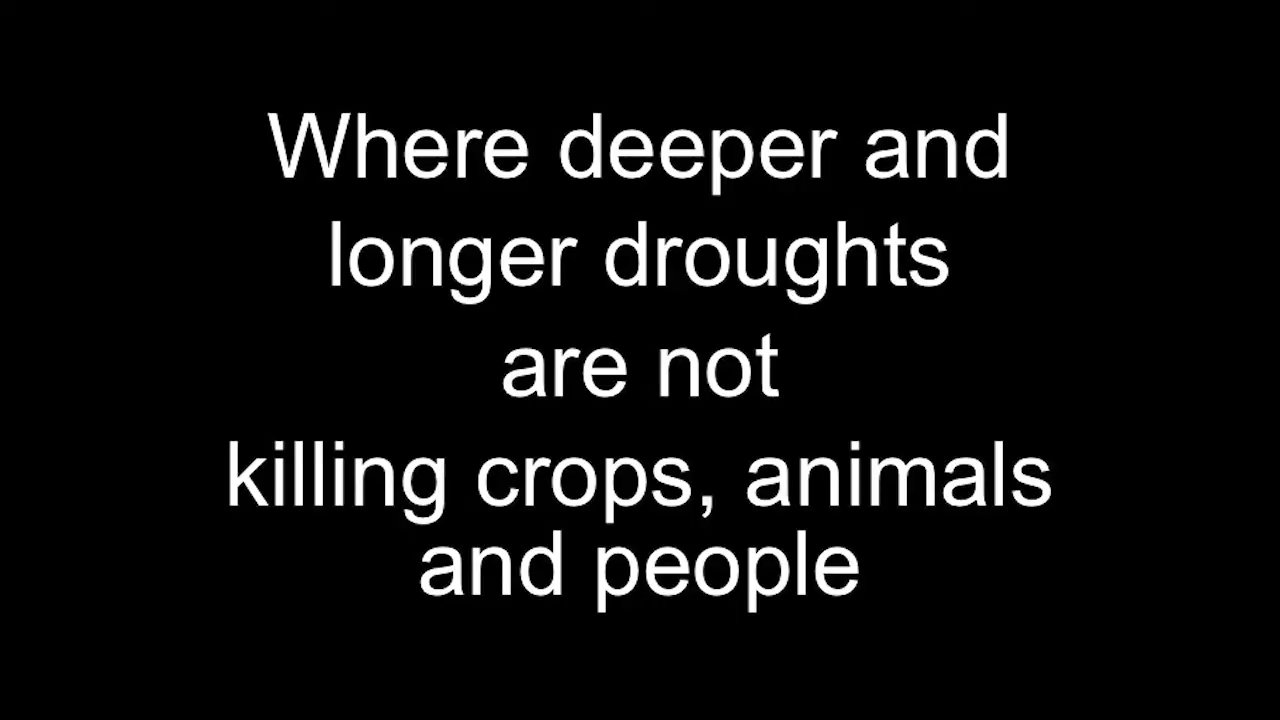 Where deeper and
longer droughts
are not
killing crops, animals
and people